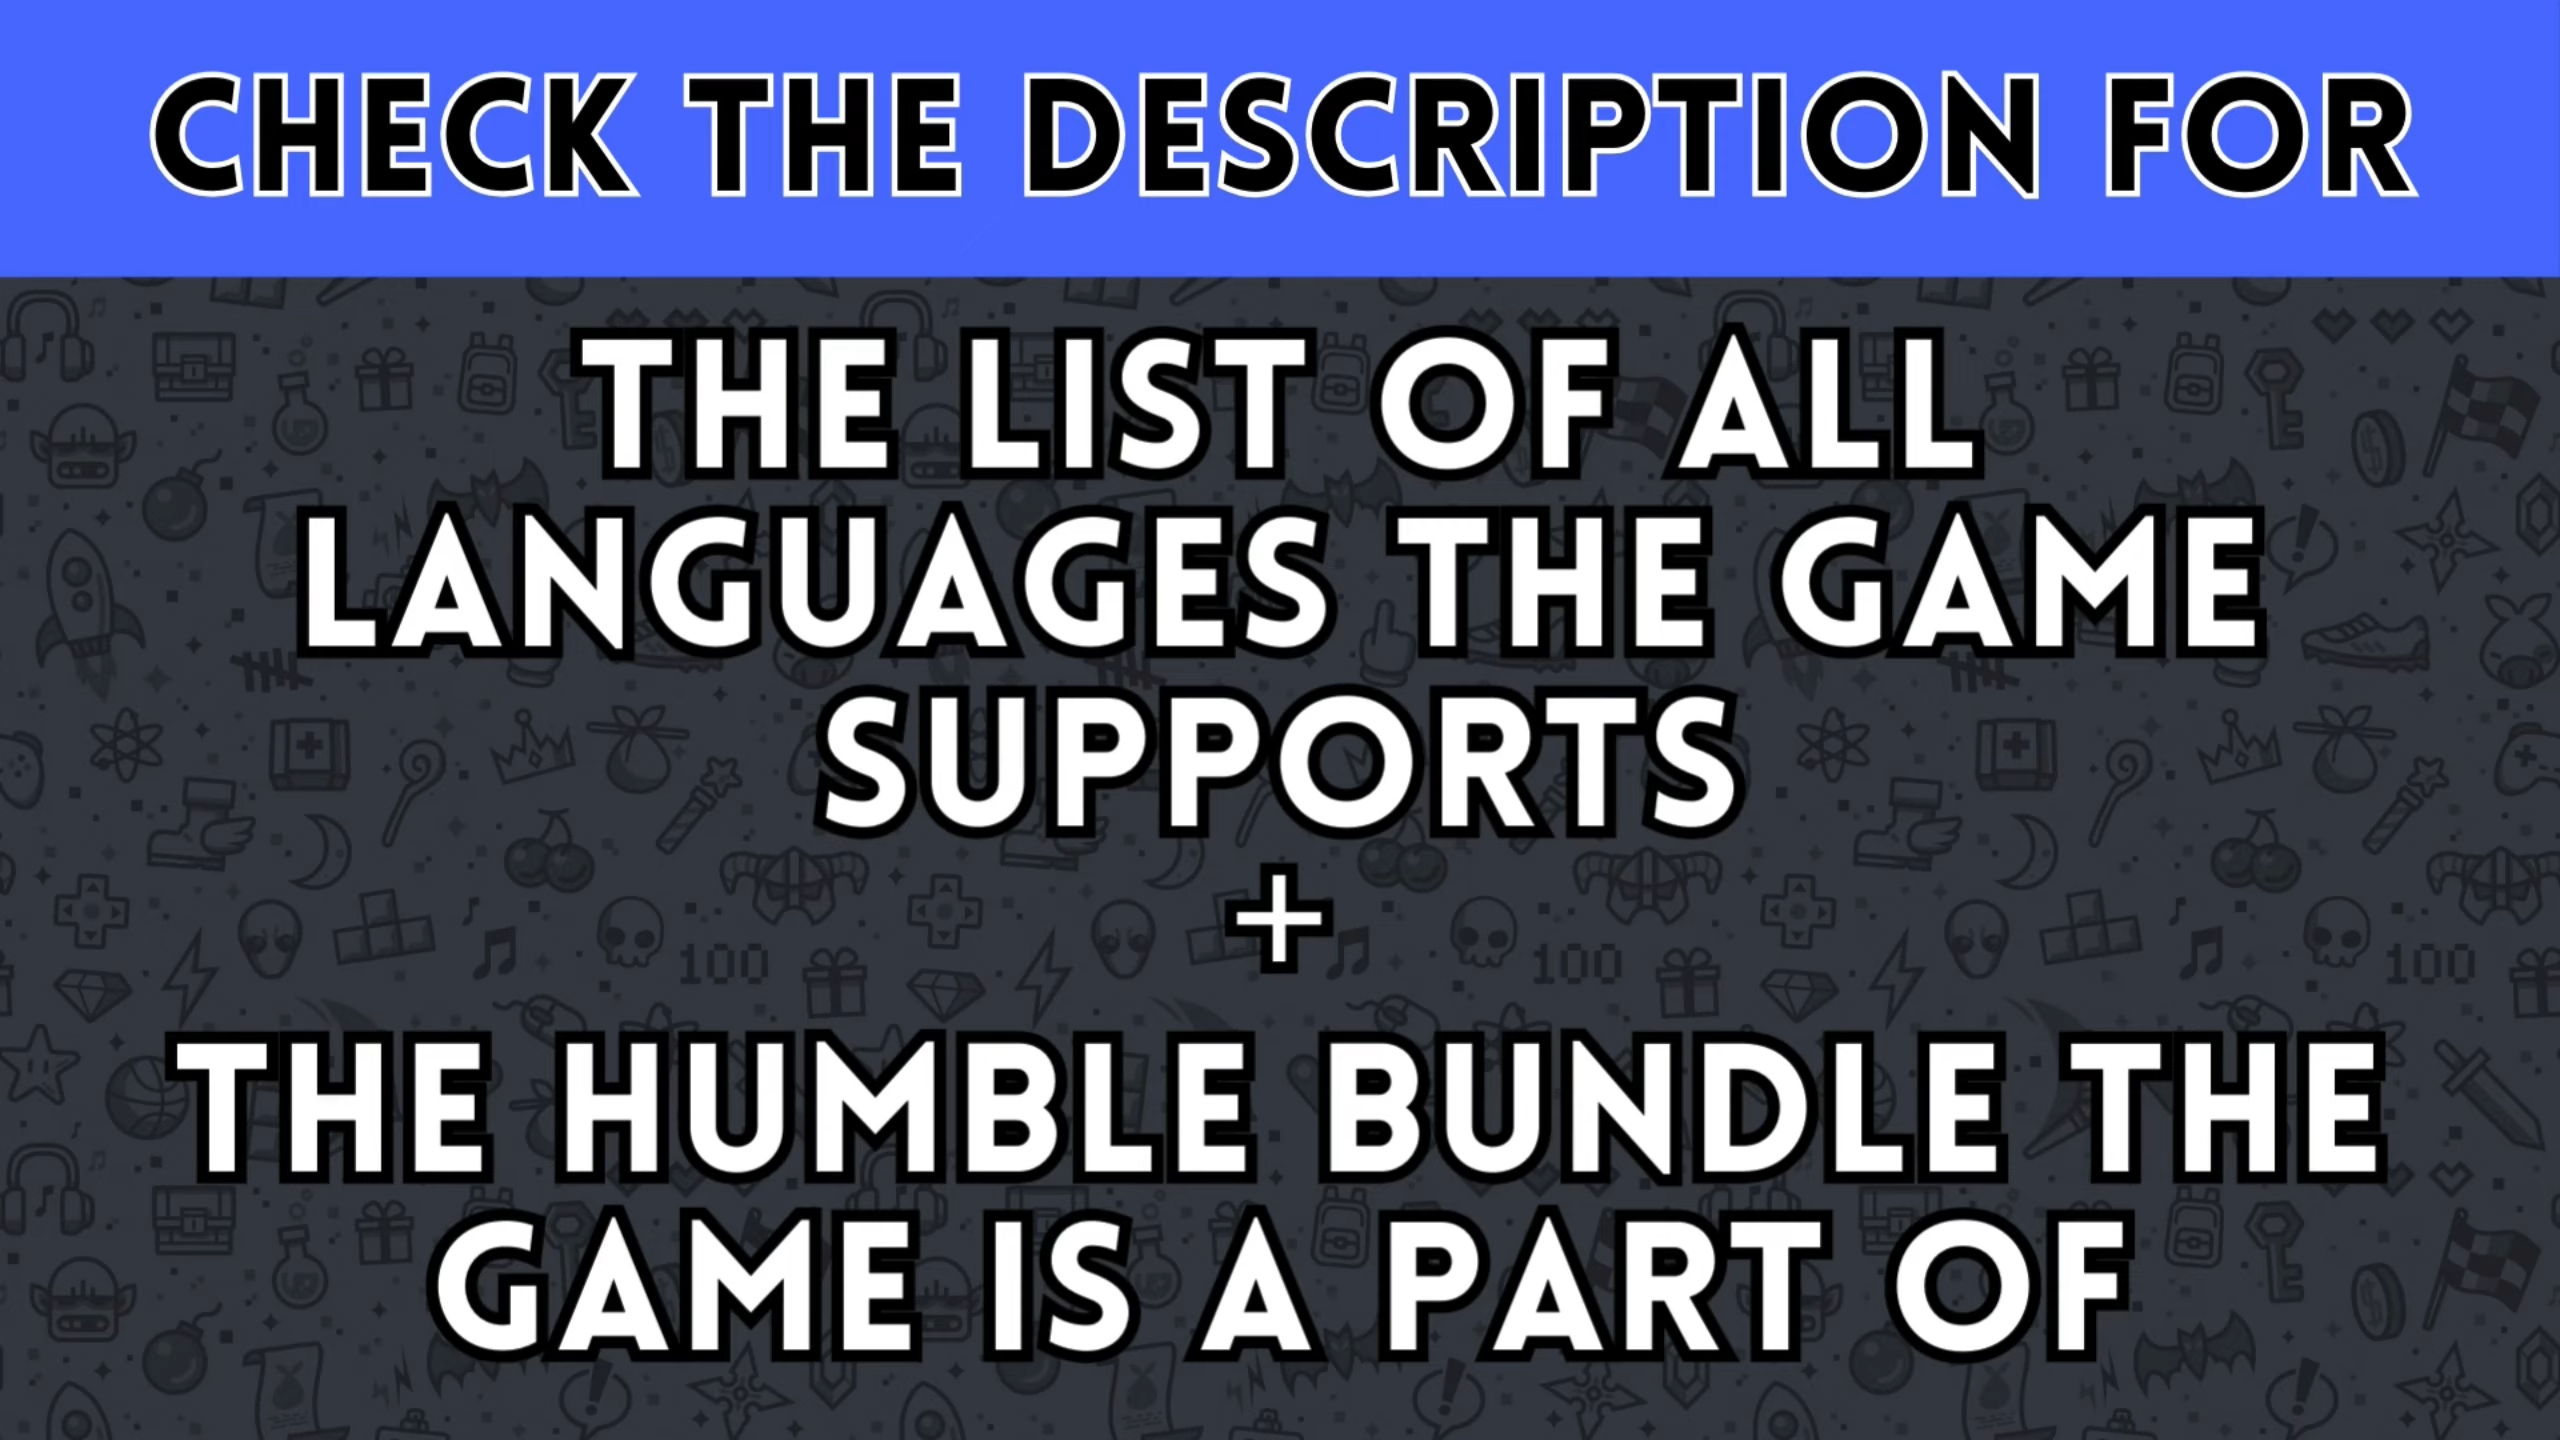 CHECK THE DESCRIPTION FOR
THE LIST OF ALL
LANGUAGES THE GAME
SUPPORTS
+
THE HUMBLE BUNDLE THE
GAME IS A PART OF